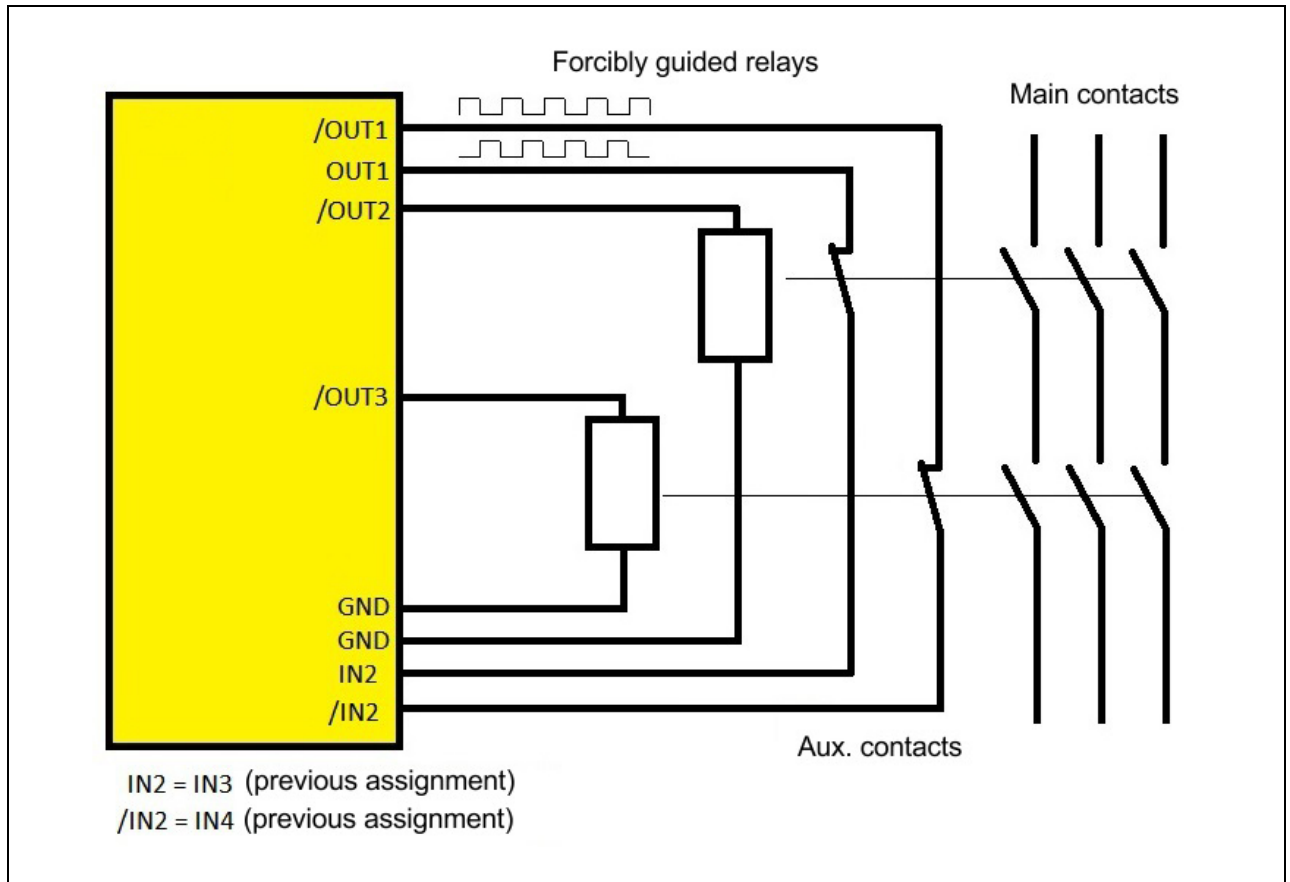 Forcibly guided relays
Main contacts
/OUT1
OUT1
/OUT2
/OUT3
GND
GND
IN2
/IN2
Aux. contacts
IN2 = IN3 (previous assignment)
/IN2 = IN4 (previous assignment)